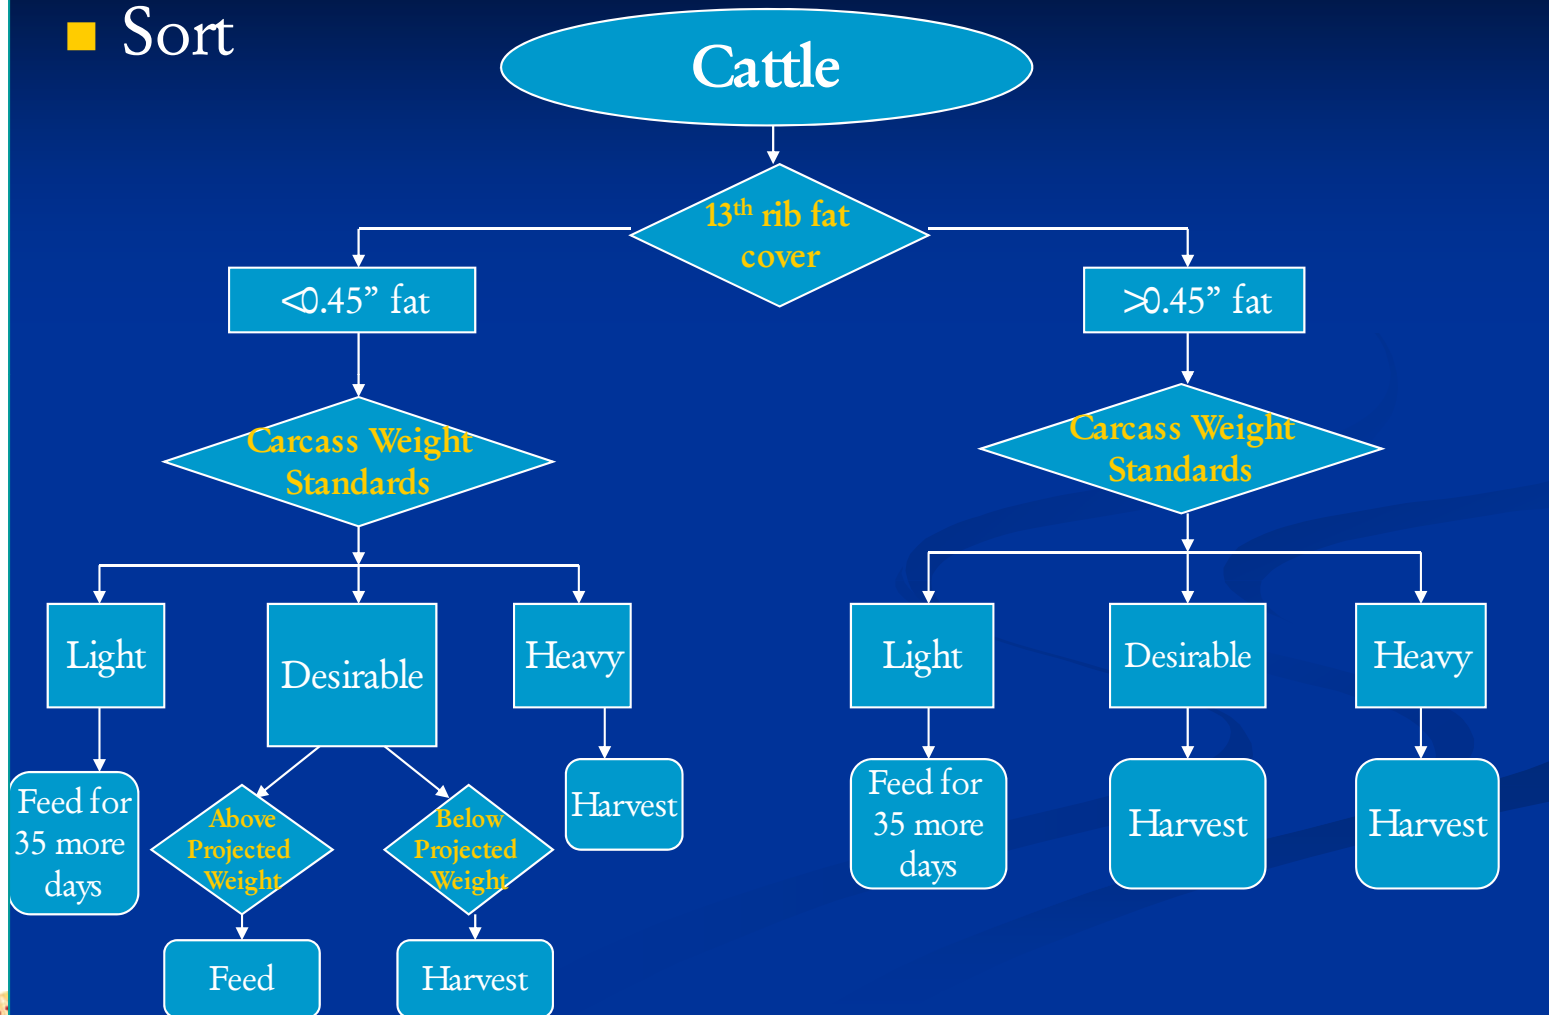 Sort
Cattle
13th rib fat
cover
<0.45” fat
>0.45” fat
Carcass Weight
Standards
Carcass Weight
Standards
Light
Desirable
Heavy
Light
Desirable
Heavy
Feed for
35 more
days
Above
Projected
Weight
Below
Projected
Weight
Harvest
Feed for
35 more
days
Harvest
Harvest
Feed
Harvest